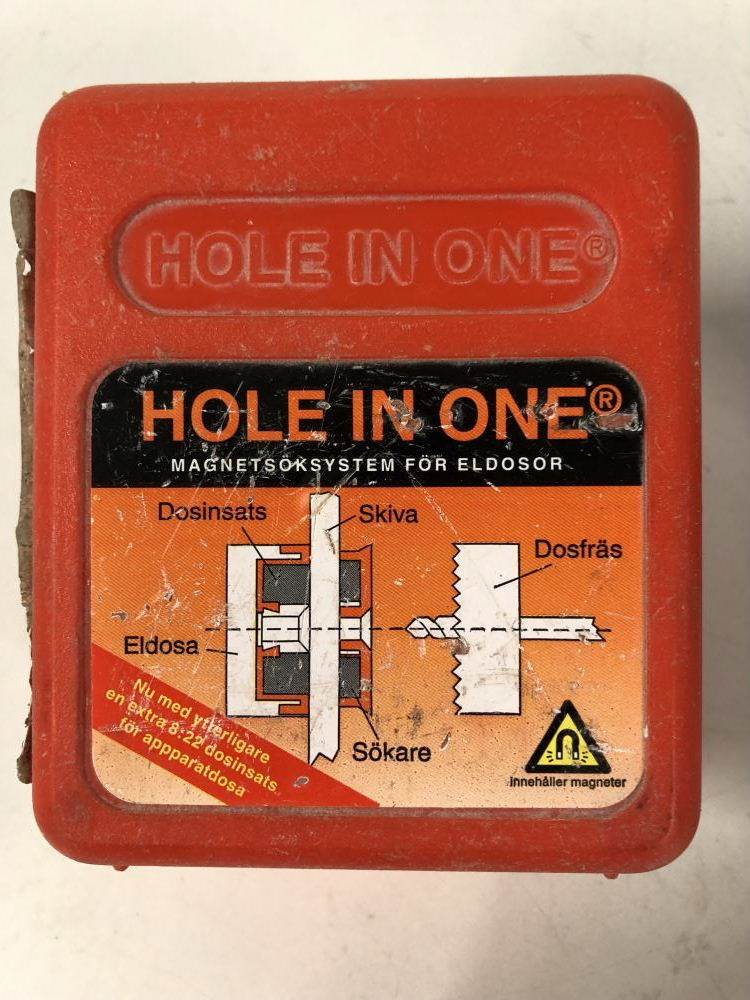 HOLE IN ONE®
HOLE IN ONE®
MAGNETSÖKSYSTEM FÖR ELDOSOR
Dosinsats
Skiva
Dosfräs
Eldosa
Sökare
Nu med ytterligare
en extra 8-22 dosinsats
för appparatdosa
innehåller magneter